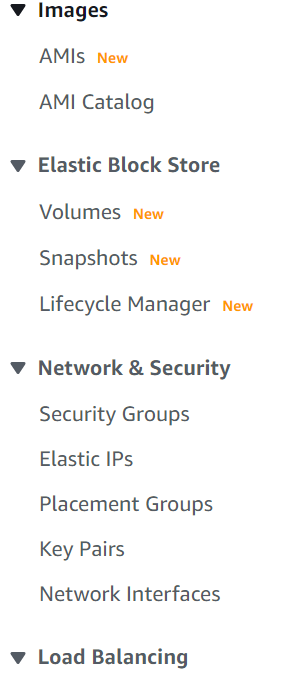 Images
AMIs New
AMI Catalog
Elastic Block Store
Volumes New
Snapshots New
Lifecycle Manager New
Network & Security
Security Groups
Elastic IPs
Placement Groups
Key Pairs
Network Interfaces
Load Balancing